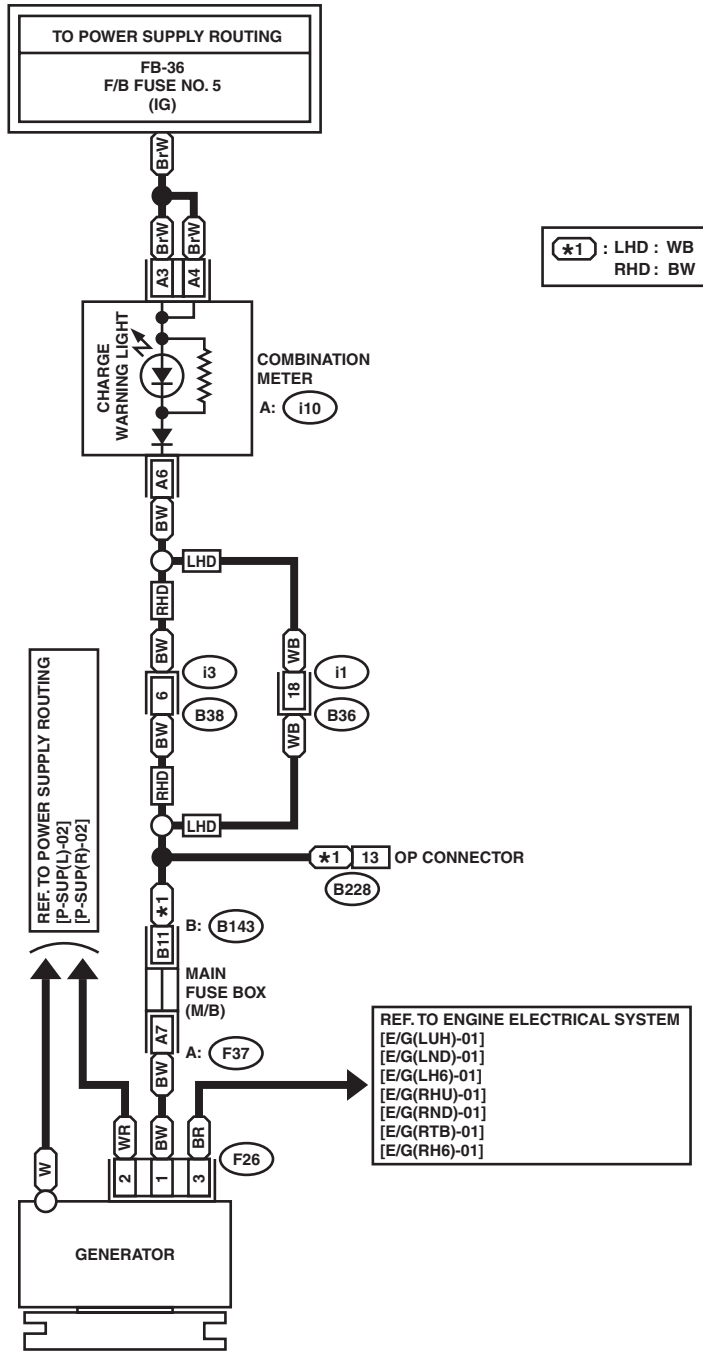 TO POWER SUPPLY ROUTING
FB-36
F/B FUSE NO. 5
(IG)
BrW
BrW
BrW
A3
A4
*1 : LHD : WB
RHD : BW
CHARGE
WARNING LIGHT
COMBINATION
METER
A: i10
A6
BW
LHD
RHD
BW
WB
6
i3
B38
18
i1
B36
BW
WB
RHD
LHD
REF. TO POWER SUPPLY ROUTING
[P-SUP(L)-02]
[P-SUP(R)-02]
*1 13 OP CONNECTOR
B228
*1
B11
B: B143
MAIN
FUSE BOX
(M/B)
A7
A: F37
BW
REF. TO ENGINE ELECTRICAL SYSTEM
[E/G(LUH)-01]
[E/G(LND)-01]
[E/G(LH6)-01]
[E/G(RHU)-01]
[E/G(RND)-01]
[E/G(RTB)-01]
[E/G(RH6)-01]
W
WR
BW
BR
2
1
3
F26
GENERATOR